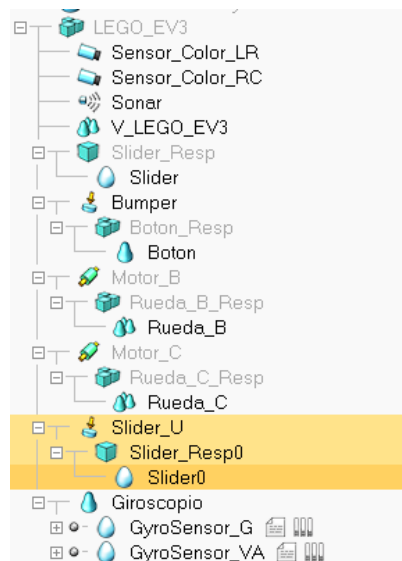 LEGO_EV3
Sensor_Color_LR
Sensor_Color_RC
Sonar
V_LEGO_EV3
Slider_Resp
Slider
Bumper
Boton_Resp
Boton
Motor_B
Rueda_B_Resp
Rueda_B
Motor_C
Rueda_C_Resp
Rueda_C
Slider_U
Slider_Resp0
Slider0
Giroscopio
GyroSensor_G
GyroSensor_VA